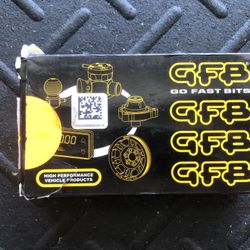 GFB
GO FAST BITS
GFB
GFB
GFB
HIGH PERFORMANCE
VEHICLE PRODUCTS